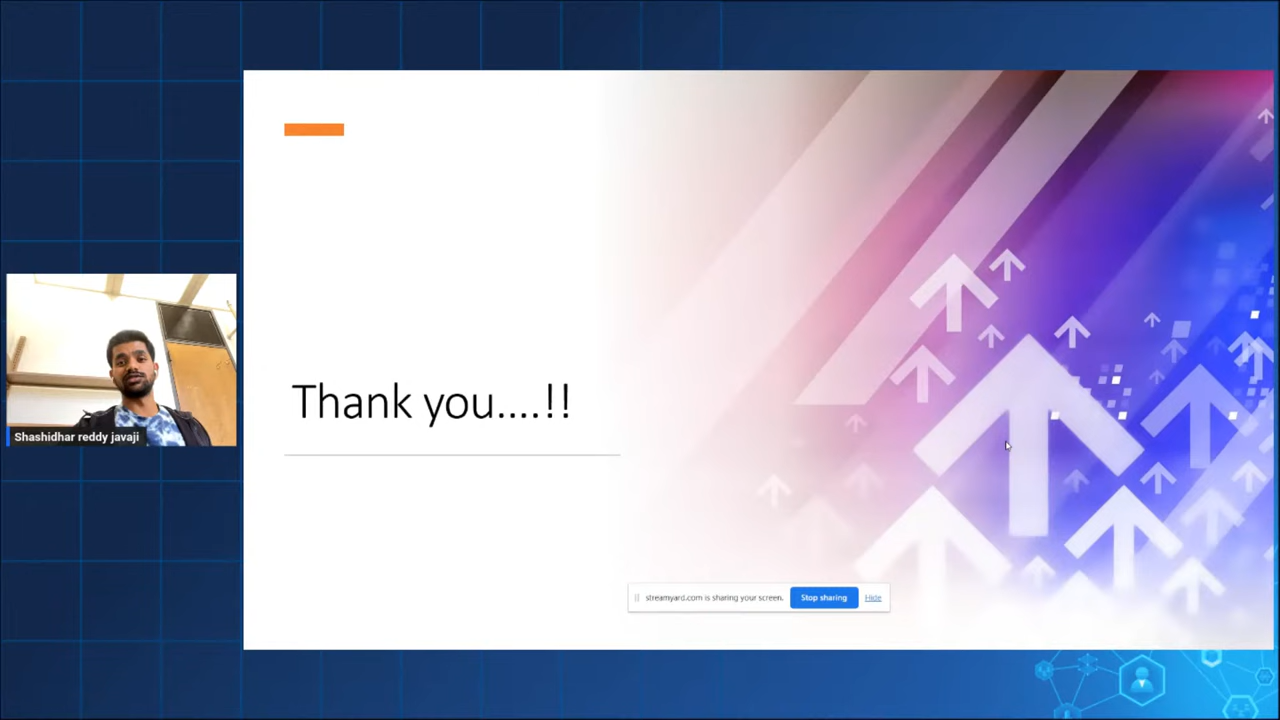 Thank you....!!
Shashidhar reddy javaji
streamyard.com is sharing your screen. Stop sharing Hide